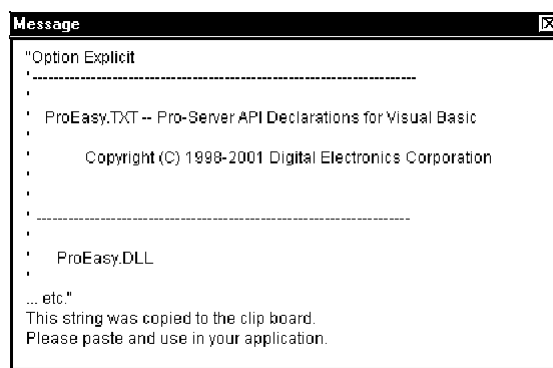 Message
"Option Explicit
'--------------------------------------------------------------------------
'
'   ProEasy.TXT -- Pro-Server API Declarations for Visual Basic
'
'         Copyright (C) 1998-2001 Digital Electronics Corporation
'
'
' ------------------------------------------------------------------------
'
'     ProEasy.DLL
'
... etc."
This string was copied to the clip board.
Please paste and use in your application.